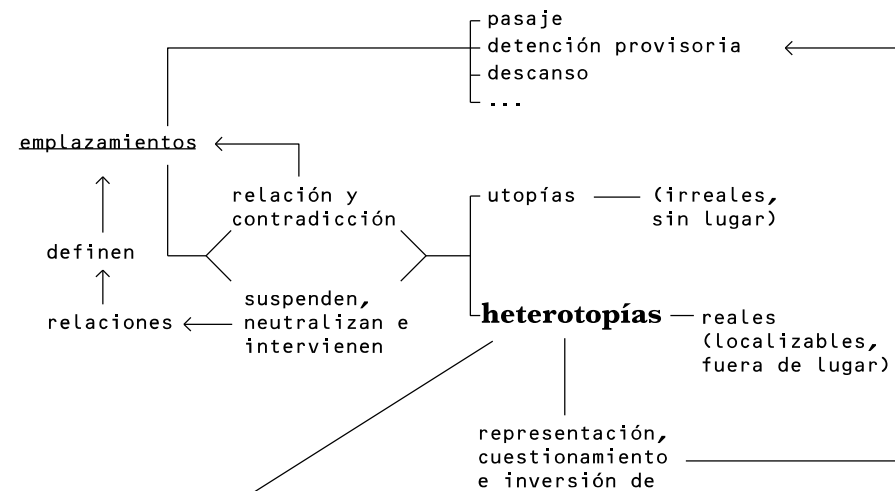 pasaje
detención provisoria
descanso
...
emplazamientos
relación y
contradicción
utopías
(irreales,
sin lugar)
definen
suspenden,
neutralizan e
intervienen
relaciones
heterotopías
reales
(localizables,
fuera de lugar)
representación,
cuestionamiento
e inversión de